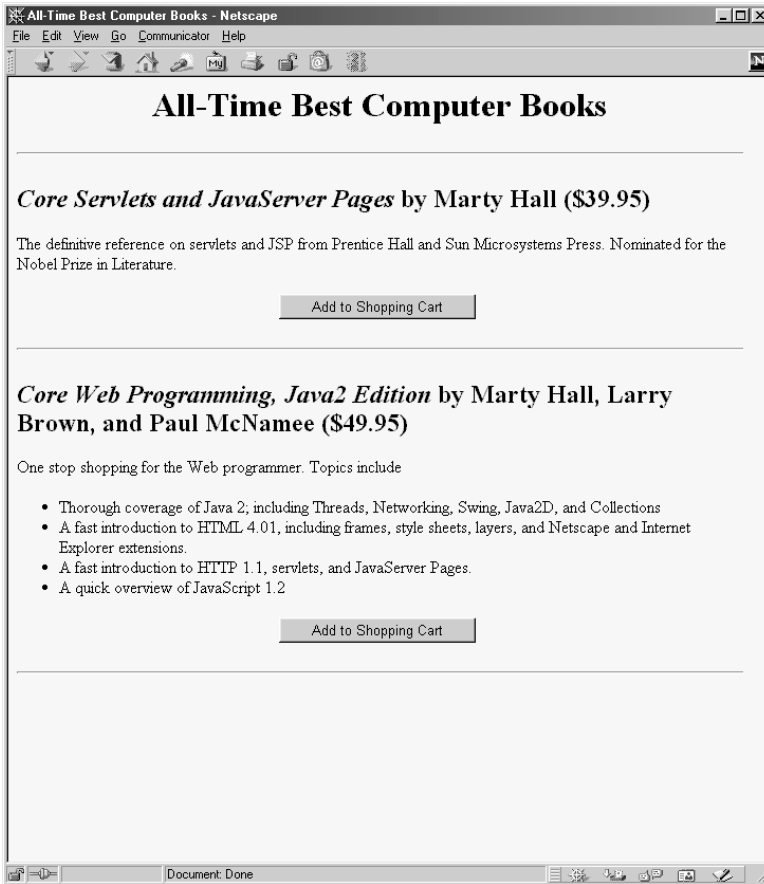 All-Time Best Computer Books - Netscape
File Edit View Go Communicator Help
My
N
All-Time Best Computer Books
Core Servlets and JavaServer Pages by Marty Hall ($39.95)
The definitive reference on servlets and JSP from Prentice Hall and Sun Microsystems Press. Nominated for the
Nobel Prize in Literature.
Add to Shopping Cart
Core Web Programming, Java2 Edition by Marty Hall, Larry
Brown, and Paul McNamee ($49.95)
One stop shopping for the Web programmer. Topics include
• Thorough coverage of Java 2; including Threads, Networking, Swing, Java2D, and Collections
• A fast introduction to HTML 4.01, including frames, style sheets, layers, and Netscape and Internet
Explorer extensions.
• A fast introduction to HTTP 1.1, servlets, and JavaServer Pages.
• A quick overview of JavaScript 1.2
Add to Shopping Cart
Document: Done